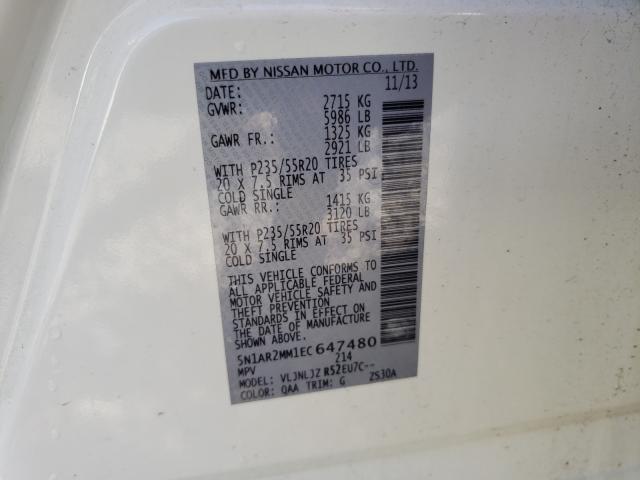 MFD BY NISSAN MOTOR CO., LTD.
DATE: 11/13
GVWR: 2715 KG
5986 LB
GAWR FR.: 1325 KG
2921 LB
WITH P235/55R20 TIRES
20 X 7.5 RIMS AT 35 PSI
COLD SINGLE
GAWR RR.: 1415 KG
3120 LB
WITH P235/55R20 TIRES
20 X 7.5 RIMS AT 35 PSI
COLD SINGLE
THIS VEHICLE CONFORMS TO
ALL APPLICABLE FEDERAL
MOTOR VEHICLE SAFETY AND
THEFT PREVENTION
STANDARDS IN EFFECT ON
THE DATE OF MANUFACTURE
SHOWN ABOVE.
5N1AR2MM1EC647480
MPV 214
MODEL: VLJNLJZ R52EU7C--
COLOR: QAA TRIM: G ZS30A